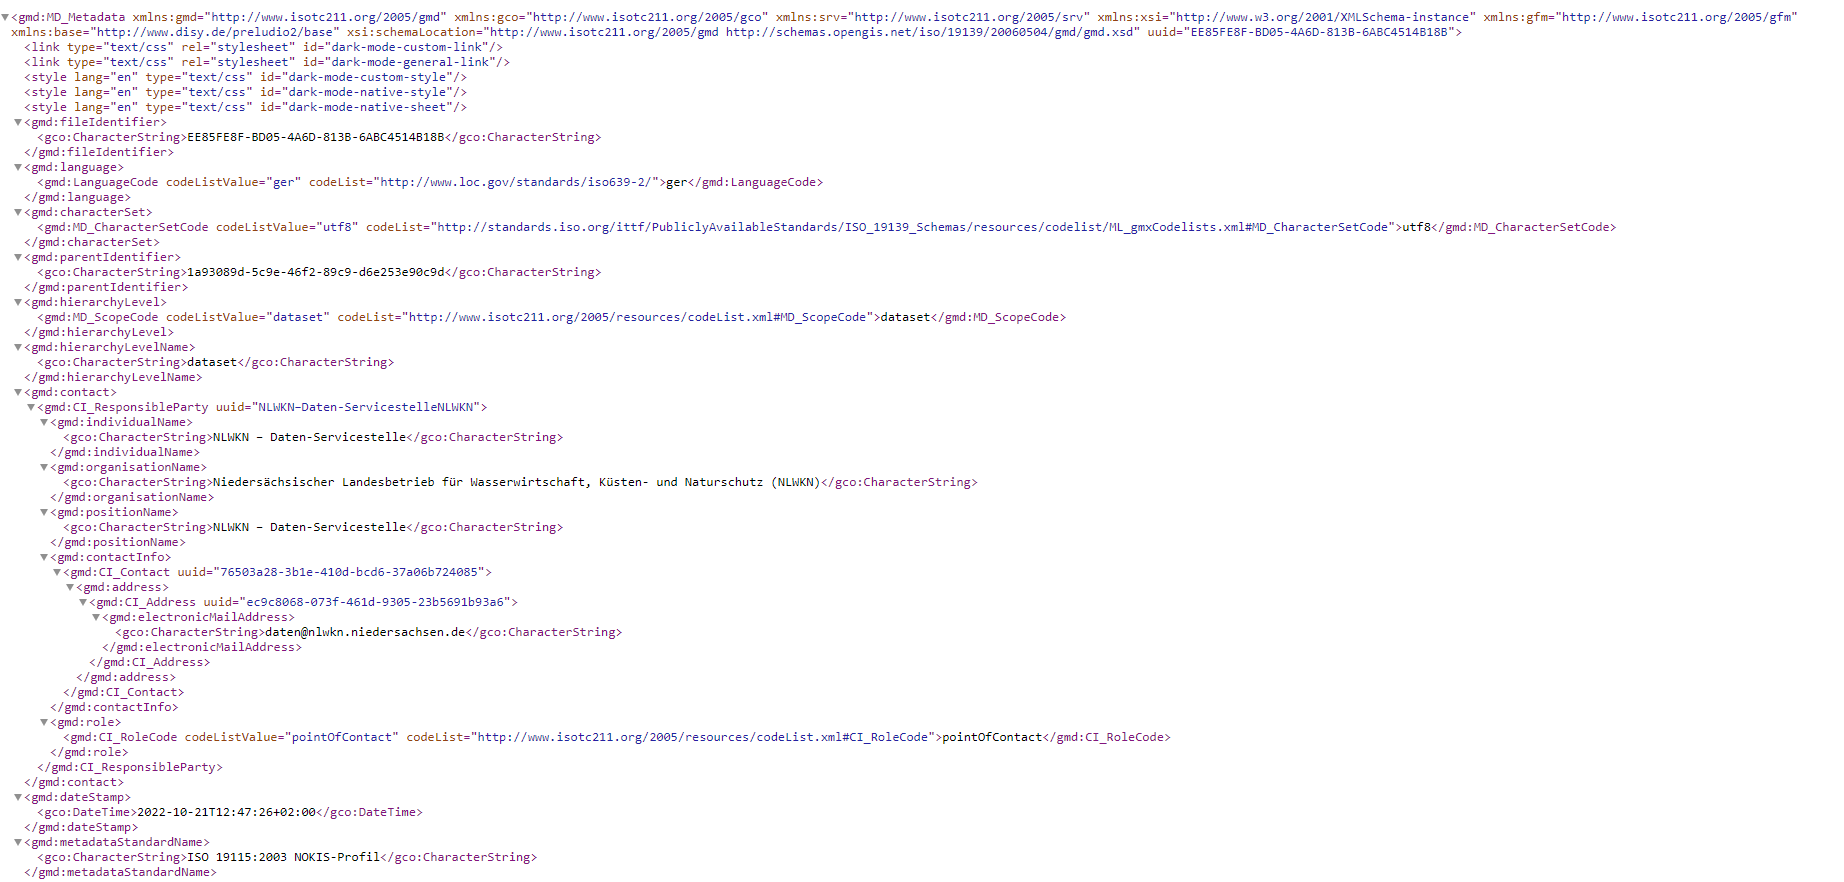 ▼<gmd:MD_Metadata xmlns:gmd="http://www.isotc211.org/2005/gmd" xmlns:gco="http://www.isotc211.org/2005/gco" xmlns:srv="http://www.isotc211.org/2005/srv" xmlns:xsi="http://www.w3.org/2001/XMLSchema-instance" xmlns:gfm="http://www.isotc211.org/2005/gfm"
xmlns:base="http://www.disy.de/preludio2/base" xsi:schemaLocation="http://www.isotc211.org/2005/gmd http://schemas.opengis.net/iso/19139/20060504/gmd/gmd.xsd" uuid="EE85FE8F-BD05-4A6D-813B-6ABC4514B18B">
<link type="text/css" rel="stylesheet" id="dark-mode-custom-link"/>
<link type="text/css" rel="stylesheet" id="dark-mode-general-link"/>
<style lang="en" type="text/css" id="dark-mode-custom-style"/>
<style lang="en" type="text/css" id="dark-mode-native-style"/>
<style lang="en" type="text/css" id="dark-mode-native-sheet"/>
▼<gmd:fileIdentifier>
<gco:CharacterString>EE85FE8F-BD05-4A6D-813B-6ABC4514B18B</gco:CharacterString>
</gmd:fileIdentifier>
▼<gmd:language>
<gmd:LanguageCode codeListValue="ger" codeList="http://www.loc.gov/standards/iso639-2/">ger</gmd:LanguageCode>
</gmd:language>
▼<gmd:characterSet>
<gmd:MD_CharacterSetCode codeListValue="utf8" codeList="http://standards.iso.org/ittf/PubliclyAvailableStandards/ISO_19139_Schemas/resources/codelist/ML_gmxCodelists.xml#MD_CharacterSetCode">utf8</gmd:MD_CharacterSetCode>
</gmd:characterSet>
▼<gmd:parentIdentifier>
<gco:CharacterString>1a93089d-5c9e-46f2-89c9-d6e253e90c9d</gco:CharacterString>
</gmd:parentIdentifier>
▼<gmd:hierarchyLevel>
<gmd:MD_ScopeCode codeListValue="dataset" codeList="http://www.isotc211.org/2005/resources/codeList.xml#MD_ScopeCode">dataset</gmd:MD_ScopeCode>
</gmd:hierarchyLevel>
▼<gmd:hierarchyLevelName>
<gco:CharacterString>dataset</gco:CharacterString>
</gmd:hierarchyLevelName>
▼<gmd:contact>
▼<gmd:CI_ResponsibleParty uuid="NLWKN–Daten-ServicestelleNLWKN">
▼<gmd:individualName>
<gco:CharacterString>NLWKN – Daten-Servicestelle</gco:CharacterString>
</gmd:individualName>
▼<gmd:organisationName>
<gco:CharacterString>Niedersächsischer Landesbetrieb für Wasserwirtschaft, Küsten- und Naturschutz (NLWKN)</gco:CharacterString>
</gmd:organisationName>
▼<gmd:positionName>
<gco:CharacterString>NLWKN – Daten-Servicestelle</gco:CharacterString>
</gmd:positionName>
▼<gmd:contactInfo>
▼<gmd:CI_Contact uuid="76503a28-3b1e-410d-bcd6-37a06b724085">
▼<gmd:address>
▼<gmd:CI_Address uuid="ec9c8068-073f-461d-9305-23b5691b93a6">
▼<gmd:electronicMailAddress>
<gco:CharacterString>daten@nlwkn.niedersachsen.de</gco:CharacterString>
</gmd:electronicMailAddress>
</gmd:CI_Address>
</gmd:address>
</gmd:CI_Contact>
</gmd:contactInfo>
▼<gmd:role>
<gmd:CI_RoleCode codeListValue="pointOfContact" codeList="http://www.isotc211.org/2005/resources/codeList.xml#CI_RoleCode">pointOfContact</gmd:CI_RoleCode>
</gmd:role>
</gmd:CI_ResponsibleParty>
</gmd:contact>
▼<gmd:dateStamp>
<gco:DateTime>2022-10-21T12:47:26+02:00</gco:DateTime>
</gmd:dateStamp>
▼<gmd:metadataStandardName>
<gco:CharacterString>ISO 19115:2003 NOKIS-Profil</gco:CharacterString>
</gmd:metadataStandardName>